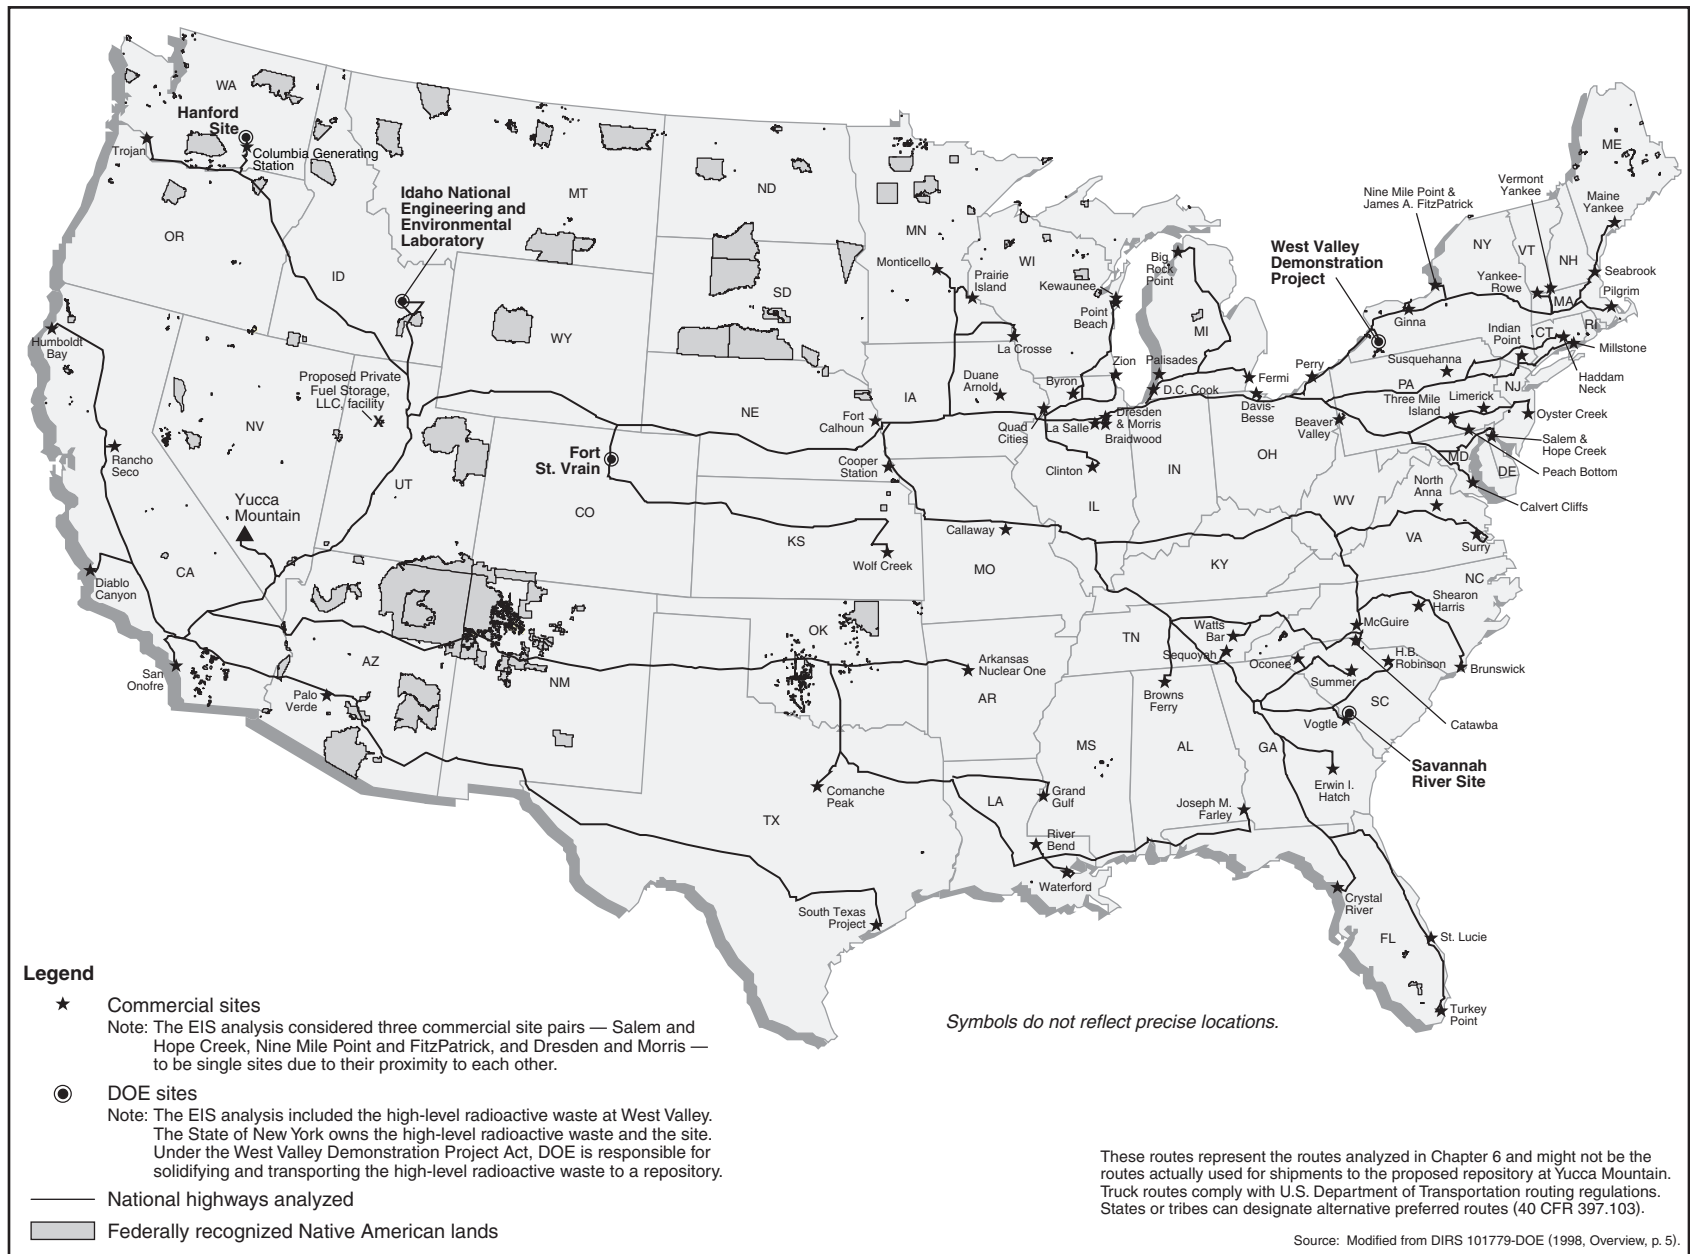 WA
Hanford
Site
Trojan
Columbia Generating
Station
Idaho National
Engineering and
Environmental
Laboratory
MT
ND
MN
OR
ID
WY
SD
WI
Monticello
Prairie
Island
Kewaunee
Point
Beach
La Crosse
Big
Rock
Point
MI
West Valley
Demonstration
Project
Nine Mile Point &
James A. FitzPatrick
Vermont
Yankee
ME
Maine
Yankee
NY
VT
NH
Yankee-
Rowe
Seabrook
MA
Pilgrim
Ginna
RI
CT
Indian
Point
Millstone
Susquehanna
Haddam
Neck
Humboldt
Bay
Proposed Private
Fuel Storage,
LLC, facility
X
NV
Rancho
Seco
Yucca
Mountain
UT
Fort
St. Vrain
CO
NE
IA
Duane
Arnold
Byron
Zion
Palisades
D.C. Cook
Fermi
Perry
Davis-
Besse
PA
NJ
Three Mile
Island
Limerick
Oyster Creek
Beaver
Valley
Salem &
Hope Creek
Fort
Calhoun
Quad
Cities
La Salle
Dresden
& Morris
Braidwood
Cooper
Station
Clinton
IL
IN
OH
WV
MD
DE
Peach Bottom
North
Anna
Calvert Cliffs
KS
Callaway
Wolf Creek
MO
KY
VA
Surry
CA
Diablo
Canyon
NC
Shearon
Harris
San
Onofre
AZ
Palo
Verde
NM
OK
Arkansas
Nuclear One
AR
TN
Watts
Bar
Sequoyah
McGuire
Oconee
H.B.
Robinson
Brunswick
Summer
SC
Catawba
Browns
Ferry
Vogtle
MS
AL
GA
Savannah
River Site
Erwin I.
Hatch
Comanche
Peak
TX
LA
Grand
Gulf
River
Bend
Waterford
Joseph M.
Farley
South Texas
Project
Crystal
River
FL
St. Lucie
Turkey
Point
Legend
Commercial sites
Note: The EIS analysis considered three commercial site pairs — Salem and
Hope Creek, Nine Mile Point and FitzPatrick, and Dresden and Morris —
to be single sites due to their proximity to each other.
DOE sites
Note: The EIS analysis included the high-level radioactive waste at West Valley.
The State of New York owns the high-level radioactive waste and the site.
Under the West Valley Demonstration Project Act, DOE is responsible for
solidifying and transporting the high-level radioactive waste to a repository.
National highways analyzed
Federally recognized Native American lands
Symbols do not reflect precise locations.
These routes represent the routes analyzed in Chapter 6 and might not be the
routes actually used for shipments to the proposed repository at Yucca Mountain.
Truck routes comply with U.S. Department of Transportation routing regulations.
States or tribes can designate alternative preferred routes (40 CFR 397.103).
Source: Modified from DIRS 101779-DOE (1998, Overview, p. 5).